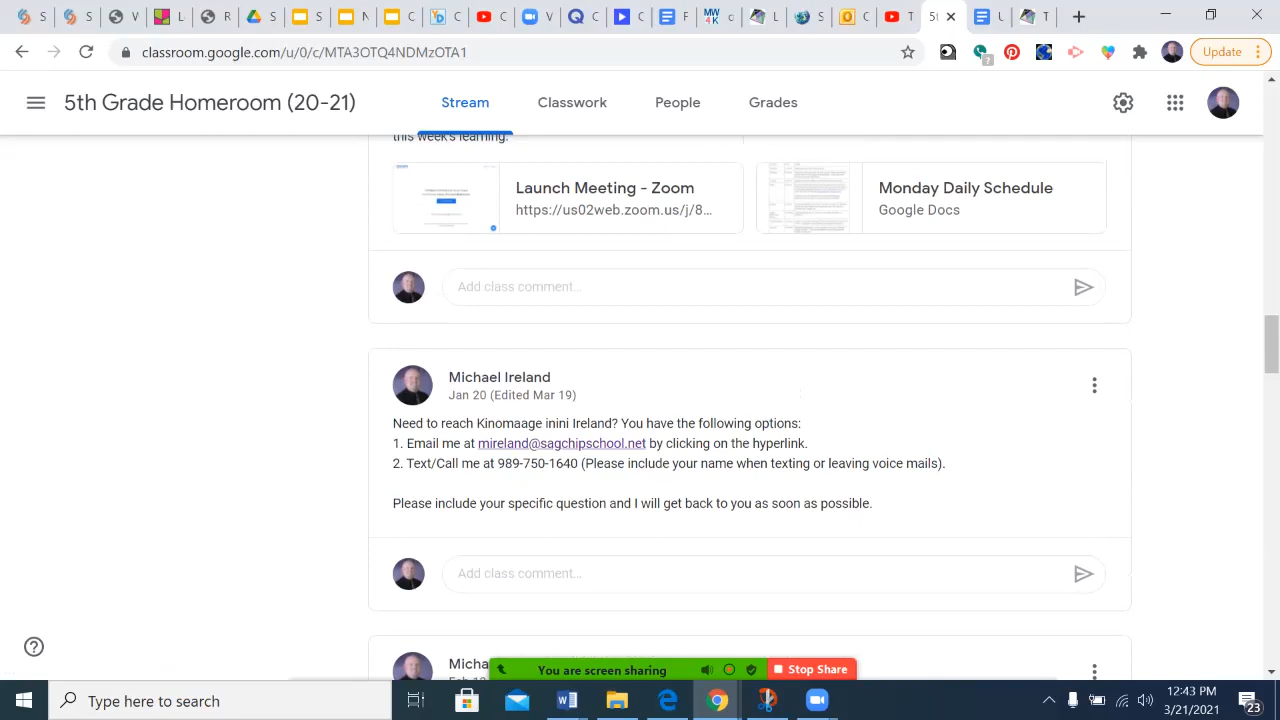 S
S
V
L
R
S
N
C
Yp
C
V
Q
C
F
MW
4K
S
O
T
5t
L
T
classroom.google.com/u/0/c/MTA3OTQ4NDMzOTA1
?
Update
5th Grade Homeroom (20-21)
Stream
Classwork
People
Grades
this week's learning.
Launch Meeting - Zoom
https://us02web.zoom.us/j/8...
Monday Daily Schedule
Google Docs
Add class comment...
Michael Ireland
Jan 20 (Edited Mar 19)
Need to reach Kinomaage inini Ireland? You have the following options:
1. Email me at mireland@sagchipschool.net by clicking on the hyperlink.
2. Text/Call me at 989-750-1640 (Please include your name when texting or leaving voice mails).
Please include your specific question and I will get back to you as soon as possible.
Add class comment...
Micha
You are screen sharing
Stop Share
Type here to search
12:43 PM
3/21/2021
23